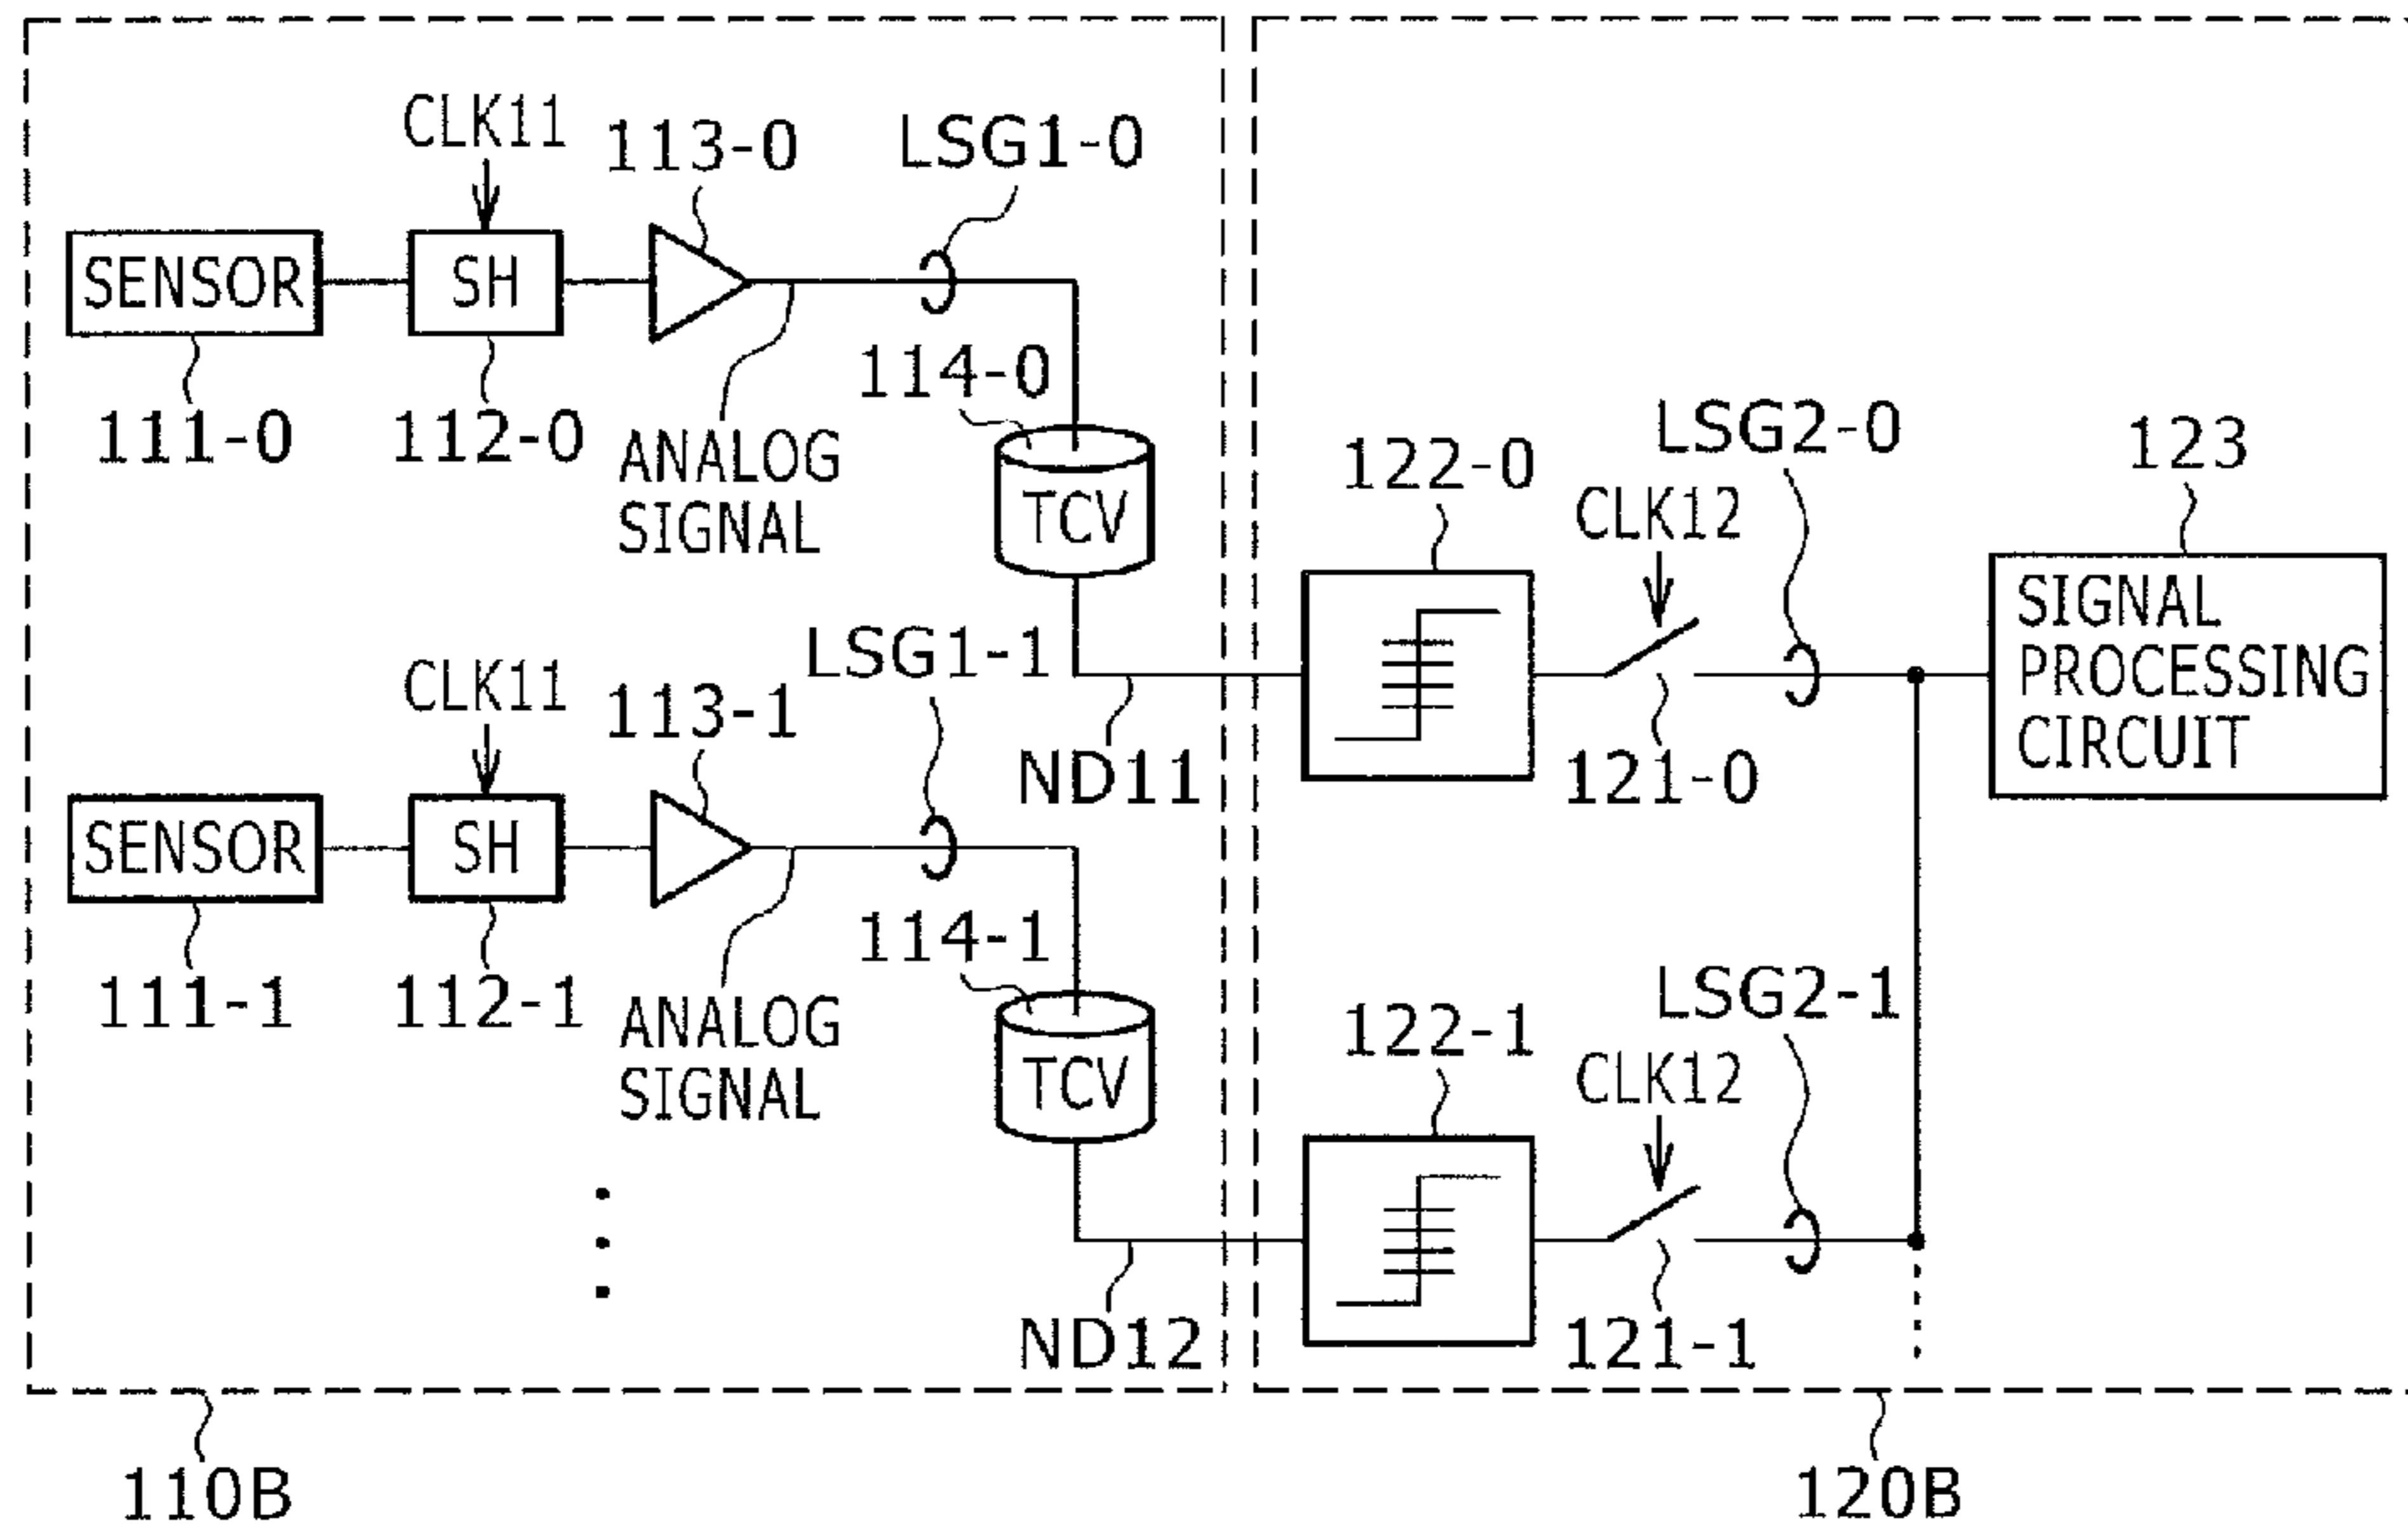 CLK11
113-0
LSG1-0
SENSOR
SH
111-0
112-0
ANALOG
SIGNAL
114-0
TCV
ND11
122-0
CLK12
121-0
LSG2-0
123
SIGNAL
PROCESSING
CIRCUIT
CLK11
113-1
LSG1-1
SENSOR
SH
111-1
112-1
ANALOG
SIGNAL
114-1
TCV
ND12
122-1
CLK12
121-1
LSG2-1
110B
120B